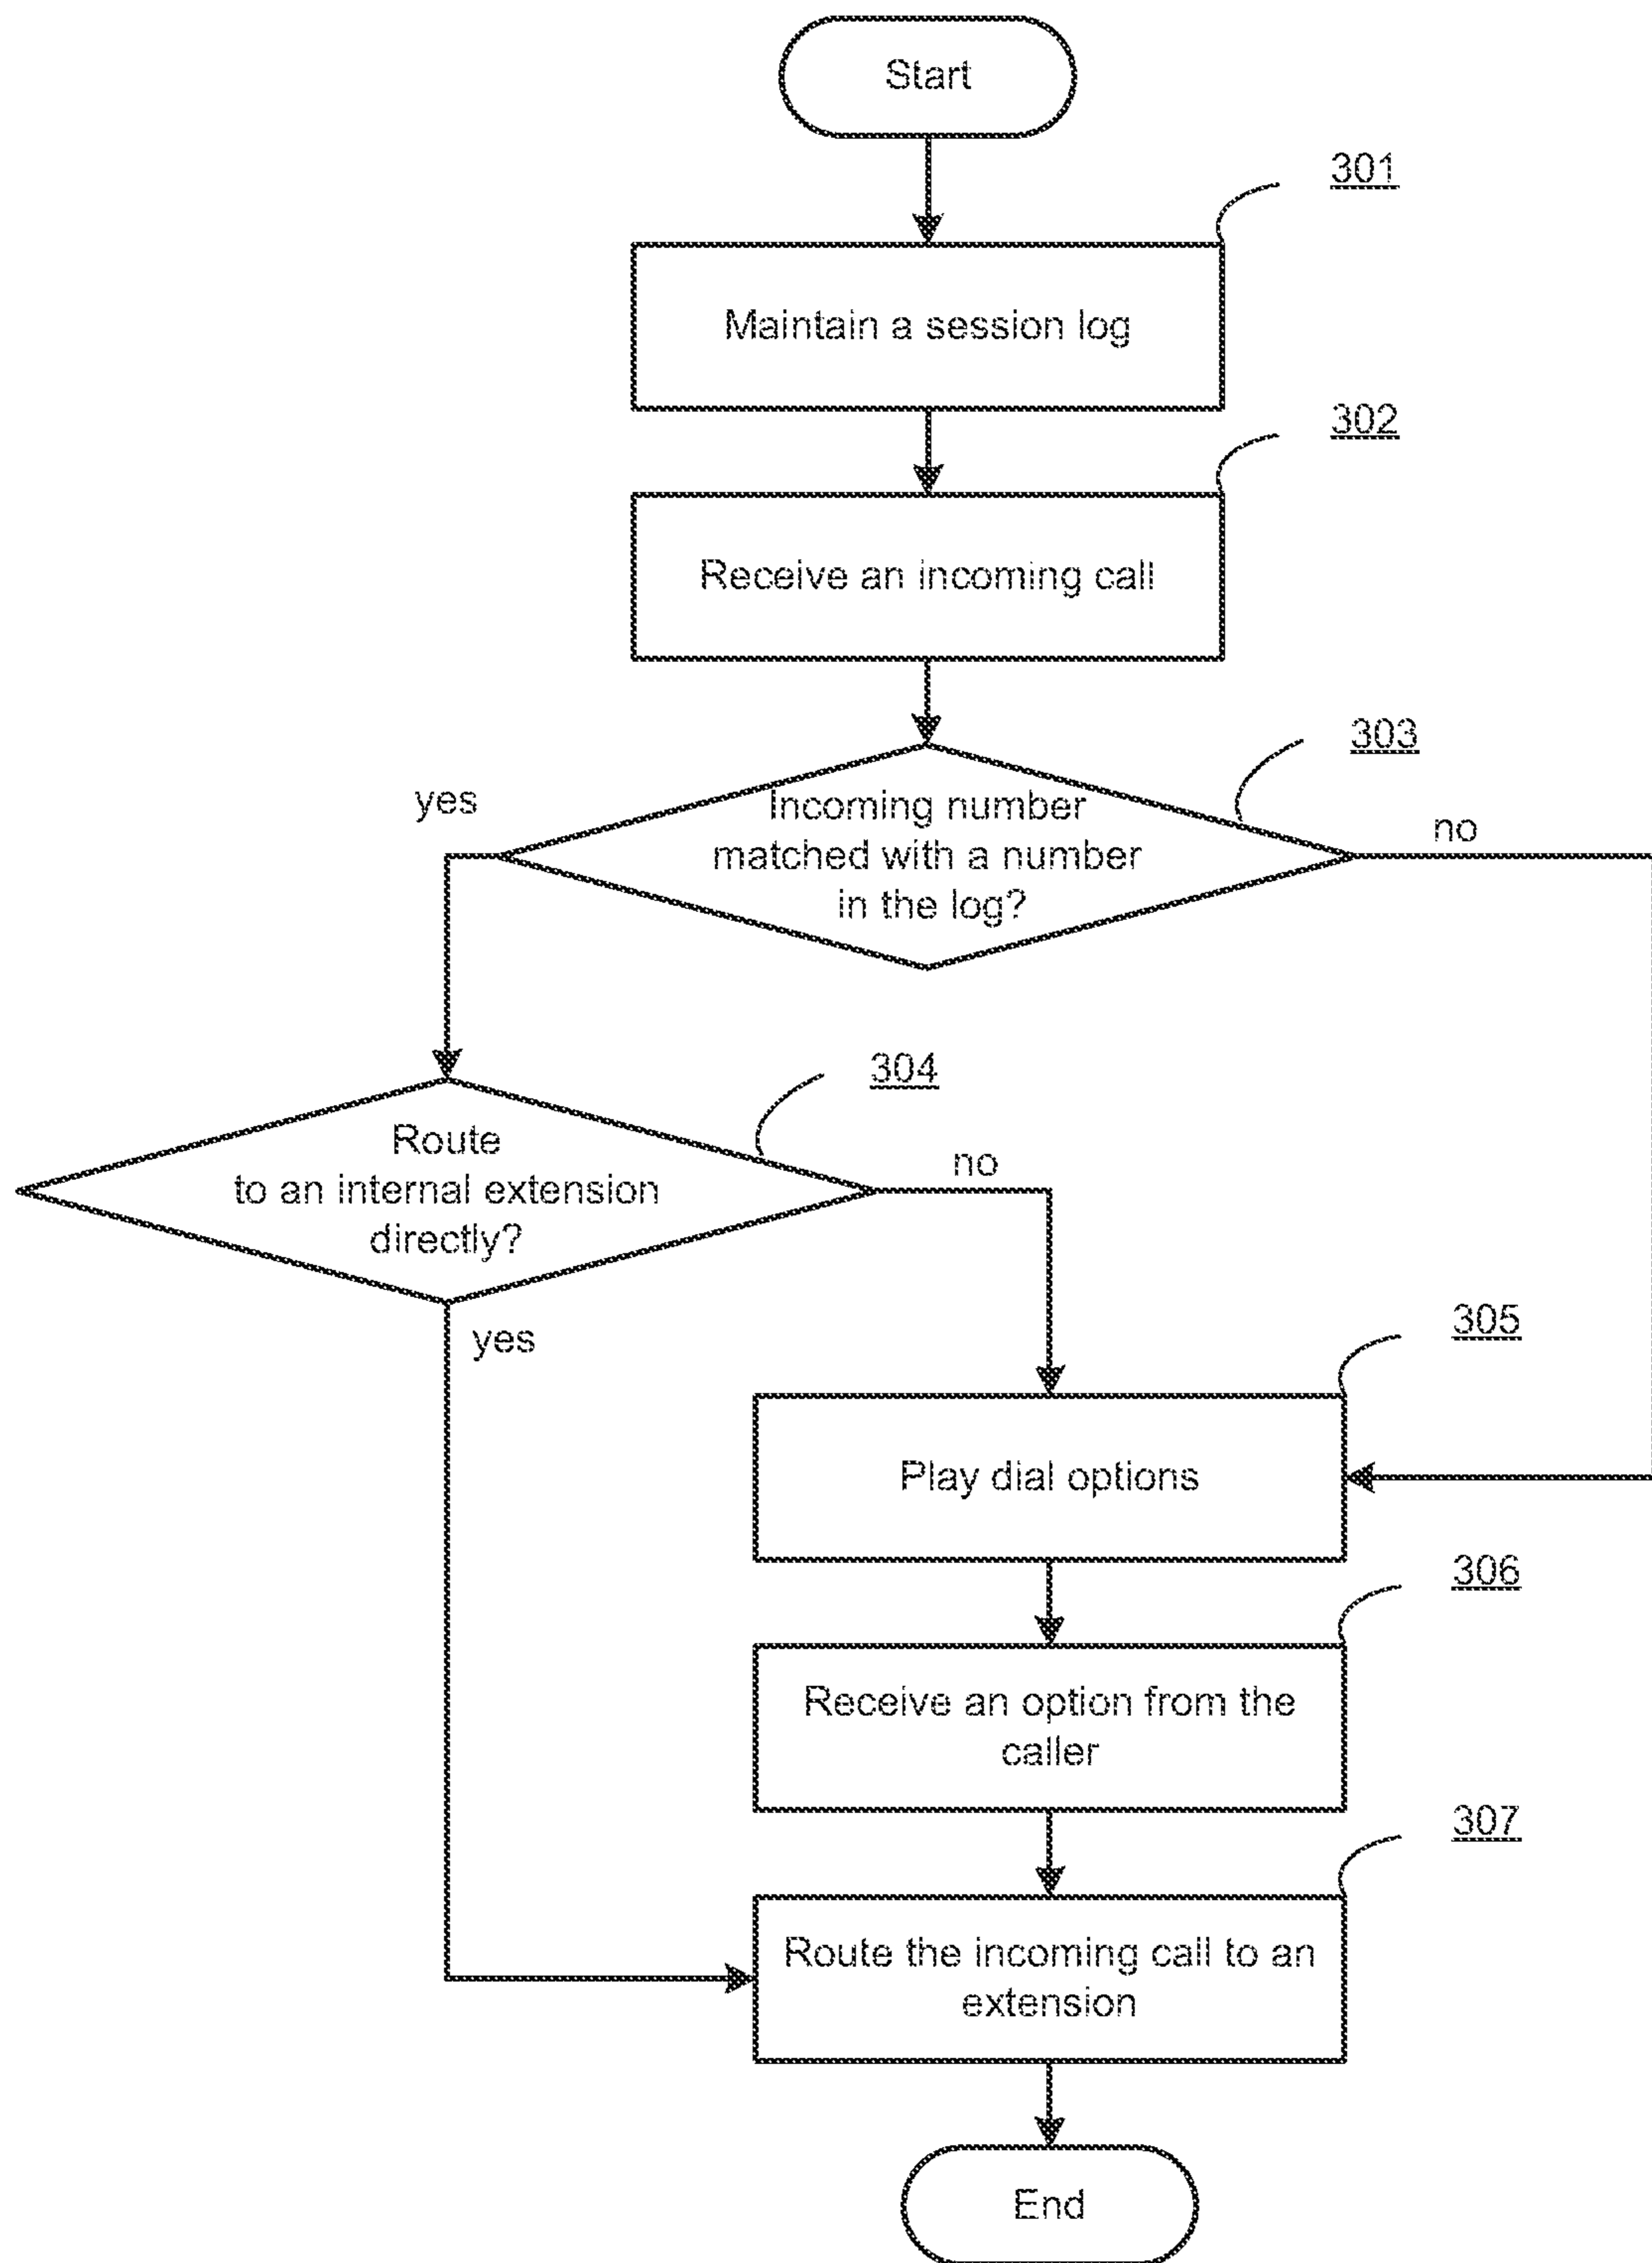 Start
301
Maintain a session log
302
Receive an incoming call
303
yes
Incoming number
matched with a number
in the log?
no
304
Route
to an internal extension
directly?
no
yes
305
Play dial options
306
Receive an option from the
caller
307
Route the incoming call to an
extension
End